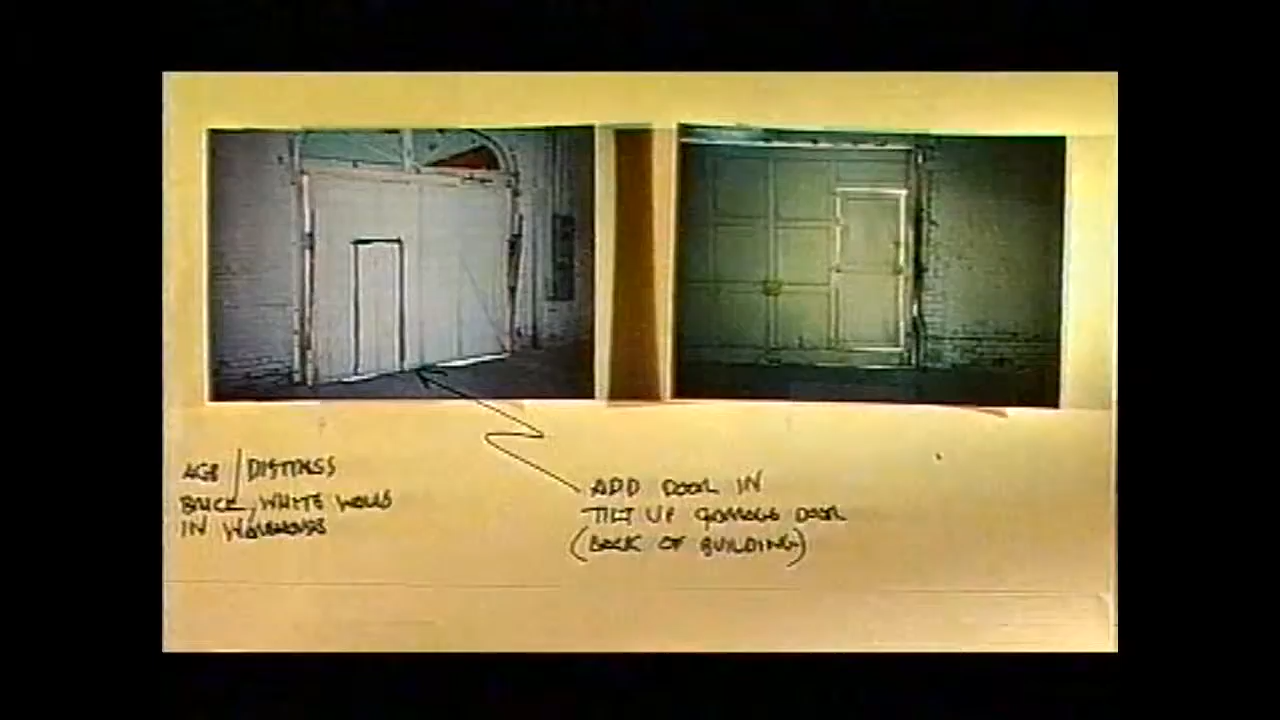 AGE / DISTRESS
BRICK, WHITE WALLS
IN WAREHOUSE
ADD DOOR IN
TILT UP GARAGE DOOR
(BACK OF BUILDING)